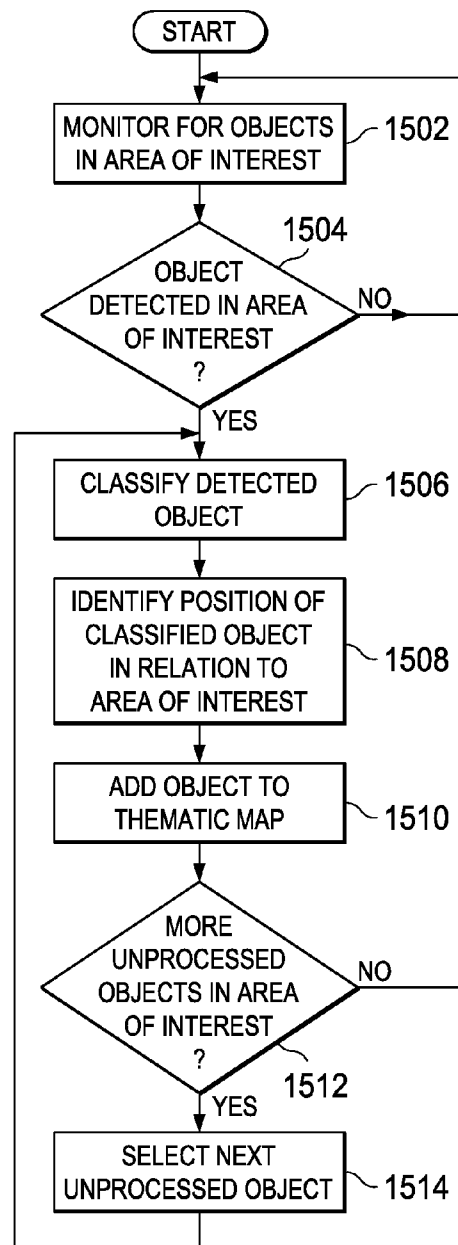 START
MONITOR FOR OBJECTS
IN AREA OF INTEREST
1502
1504
OBJECT
DETECTED IN AREA
OF INTEREST
?
NO
YES
CLASSIFY DETECTED
OBJECT
1506
IDENTIFY POSITION OF
CLASSIFIED OBJECT
IN RELATION TO
AREA OF INTEREST
1508
ADD OBJECT TO
THEMATIC MAP
1510
MORE
UNPROCESSED
OBJECTS IN AREA
OF INTEREST
?
NO
1512
YES
SELECT NEXT
UNPROCESSED OBJECT
1514